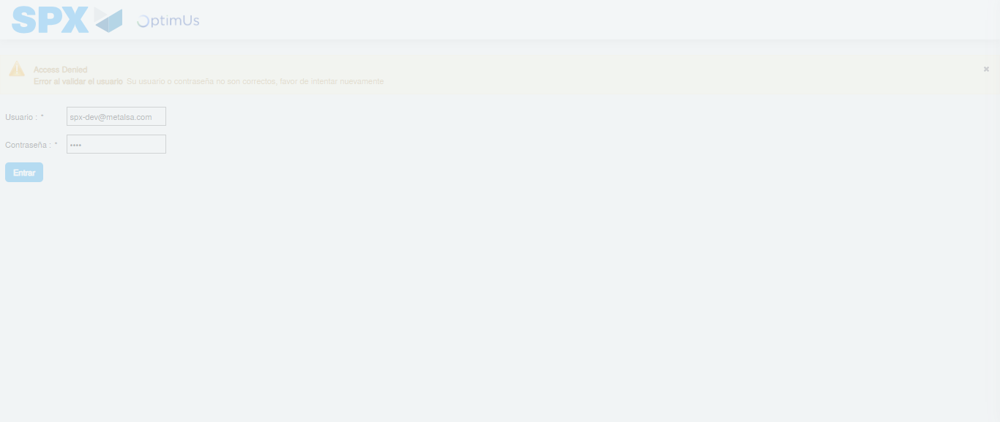 SPX OptimUs
Access Denied
Error al validar el usuario Su usuario o contraseña no son correctos, favor de intentar nuevamente
Usuario : * spx-dev@metalsa.com
Contraseña : * ••••
Entrar